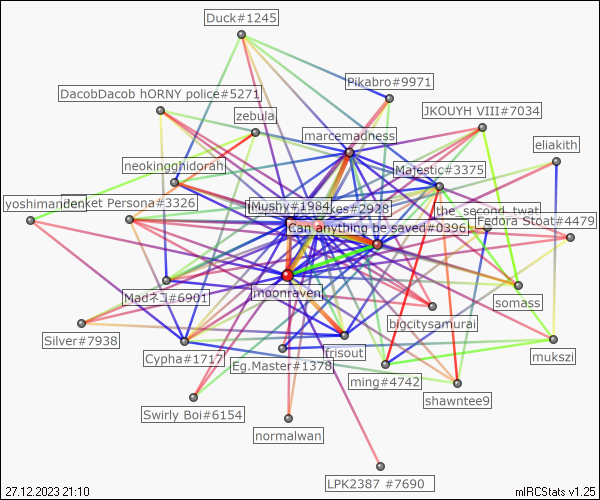 Duck#1245
Pikabro#9971
DacobDacob hORNY police#5271
JKOUYH VIII#7034
zebula
marcemadness
eliakith
neokingghidorah
Majestic#3375
yoshimander
nket Persona#3326
Mushy#1984
kes#2928
the_second_twat
Fedora Stoat#4479
Can anything be saved#0396
moonraven
Madネコ#6901
somass
bigcitysamurai
Silver#7938
Cypha#1717
Eg.Master#1378
frisout
mukszi
ming#4742
shawntee9
Swirly Boi#6154
normalwan
LPK2387 #7690
27.12.2023 21:10
mIRCStats v1.25